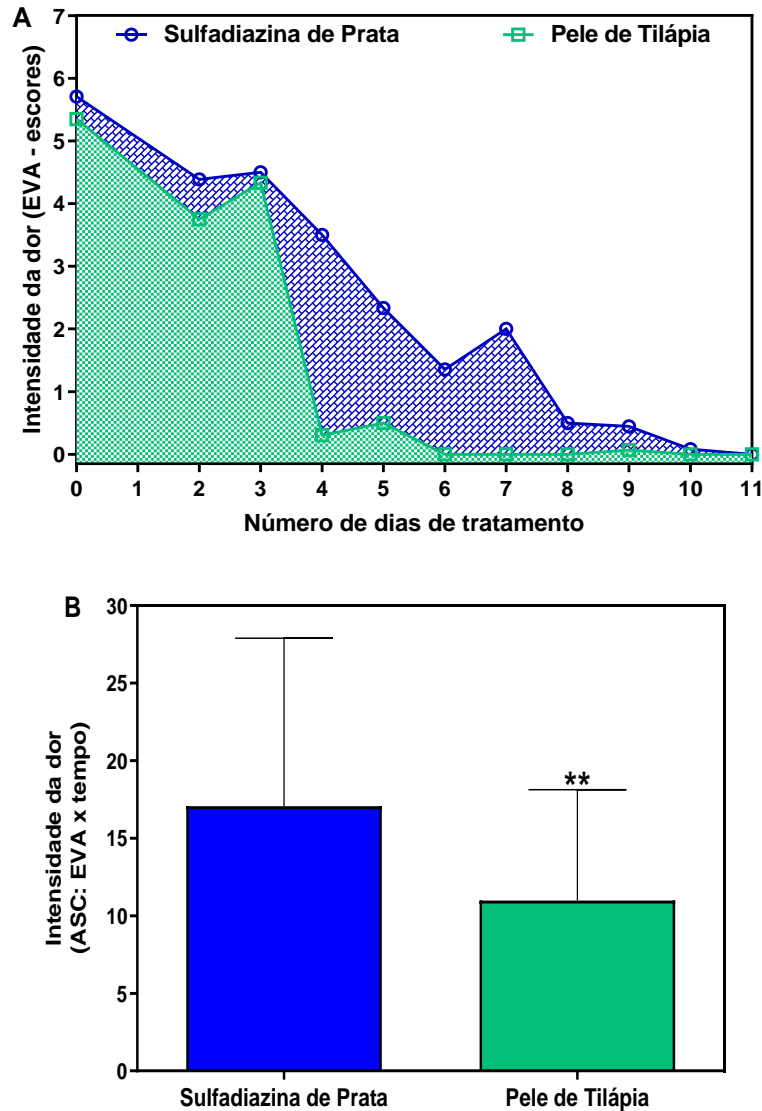 A
Sulfadiazina de Prata
Pele de Tilápia
Intensidade da dor (EVA - escores)
7
6
5
4
3
2
1
0
0 1 2 3 4 5 6 7 8 9 10 11
Número de dias de tratamento
B
Intensidade da dor
(ASC: EVA x tempo)
30
25
20
15
10
5
0
**
Sulfadiazina de Prata Pele de Tilápia